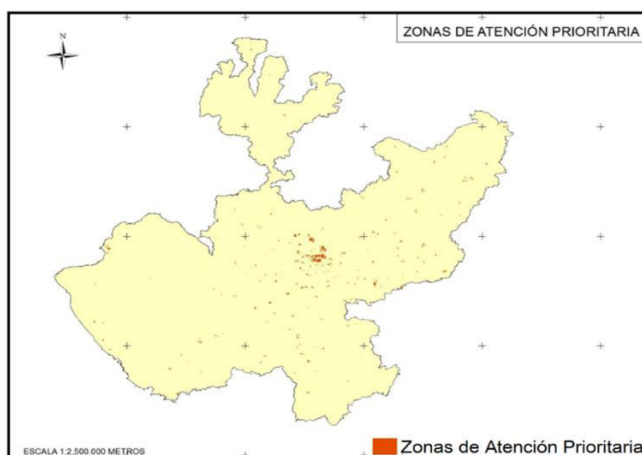 ZONAS DE ATENCIÓN PRIORITARIA
N
ESCALA 1:2,500,000 METROS
Zonas de Atención Prioritaria